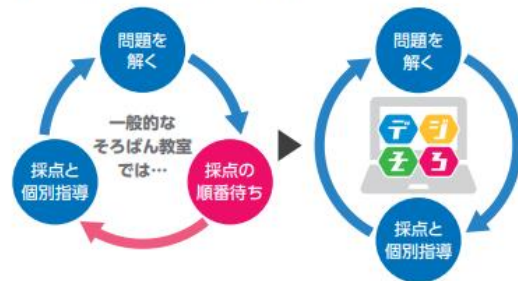 問題を
解く
一般的な
そろばん教室
では…
採点と
個別指導
採点の
順番待ち
問題を
解く
デジ
そろ
採点と
個別指導